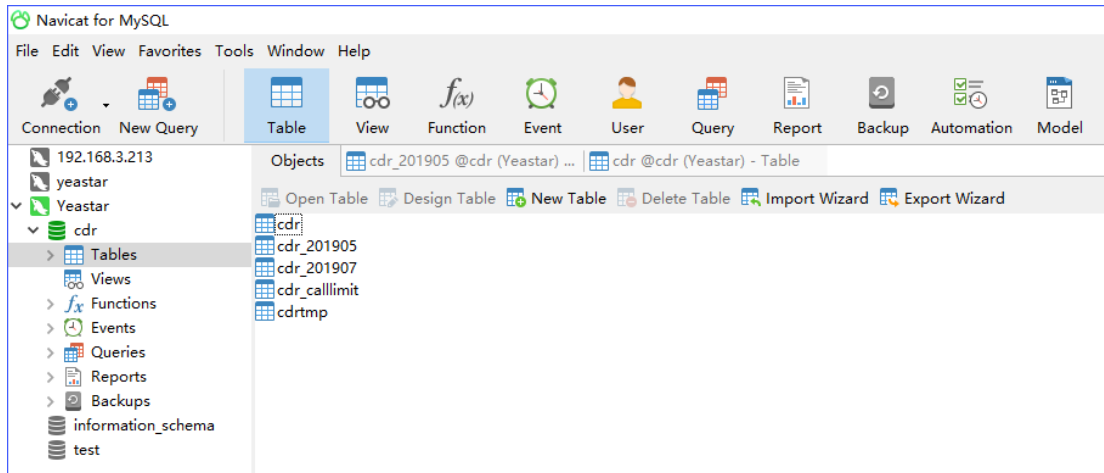 Navicat for MySQL
File Edit View Favorites Tools Window Help
Connection New Query Table View Function Event User Query Report Backup Automation Model
192.168.3.213
yeastar
Yeastar
cdr
Tables
Views
Functions
Events
Queries
Reports
Backups
information_schema
test
Objects cdr_201905 @cdr (Yeastar) ... cdr @cdr (Yeastar) - Table
Open Table Design Table New Table Delete Table Import Wizard Export Wizard
cdr
cdr_201905
cdr_201907
cdr_calllimit
cdrtmp